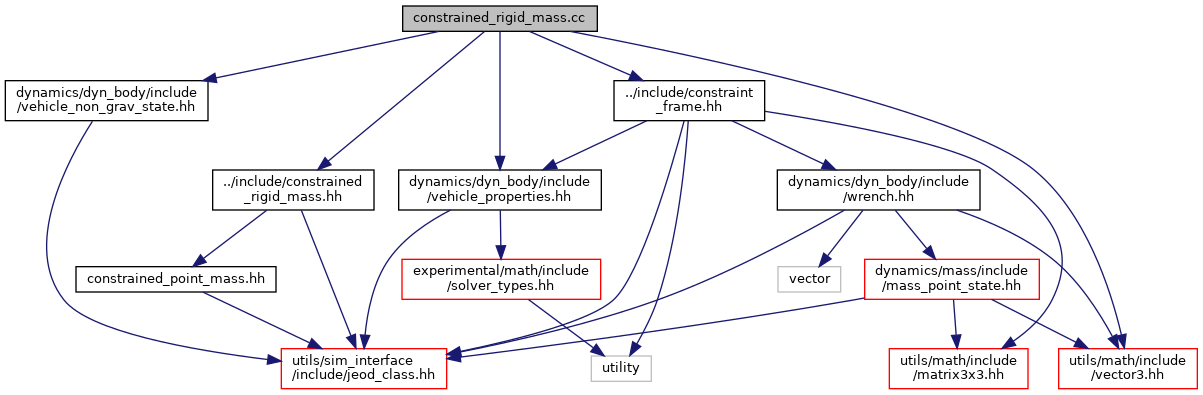 constrained_rigid_mass.cc
dynamics/dyn_body/include
/vehicle_non_grav_state.hh
../include/constraint
_frame.hh
../include/constrained
_rigid_mass.hh
dynamics/dyn_body/include
/vehicle_properties.hh
dynamics/dyn_body/include
/wrench.hh
constrained_point_mass.hh
experimental/math/include
/solver_types.hh
vector
dynamics/mass/include
/mass_point_state.hh
utils/sim_interface
/include/jeod_class.hh
utility
utils/math/include
/matrix3x3.hh
utils/math/include
/vector3.hh